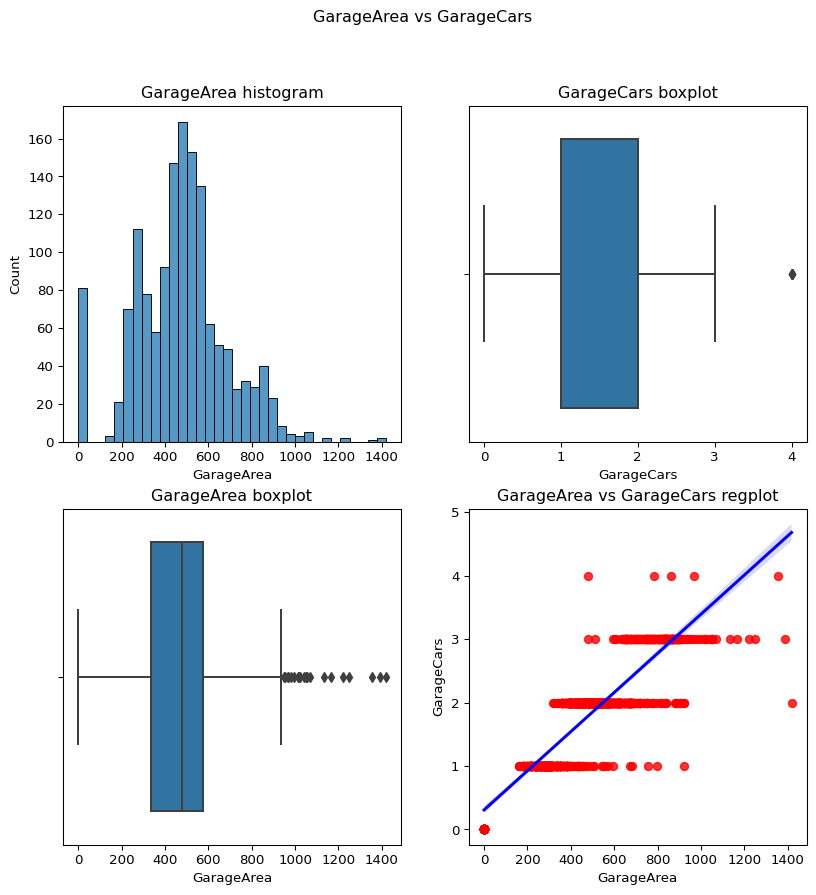 GarageArea vs GarageCars
GarageArea histogram
Count
160
140
120
100
80
60
40
20
0
0 200 400 600 800 1000 1200 1400
GarageArea
GarageCars boxplot
0 1 2 3 4
GarageCars
GarageArea boxplot
0 200 400 600 800 1000 1200 1400
GarageArea
GarageArea vs GarageCars regplot
GarageCars
5
4
3
2
1
0
0 200 400 600 800 1000 1200 1400
GarageArea